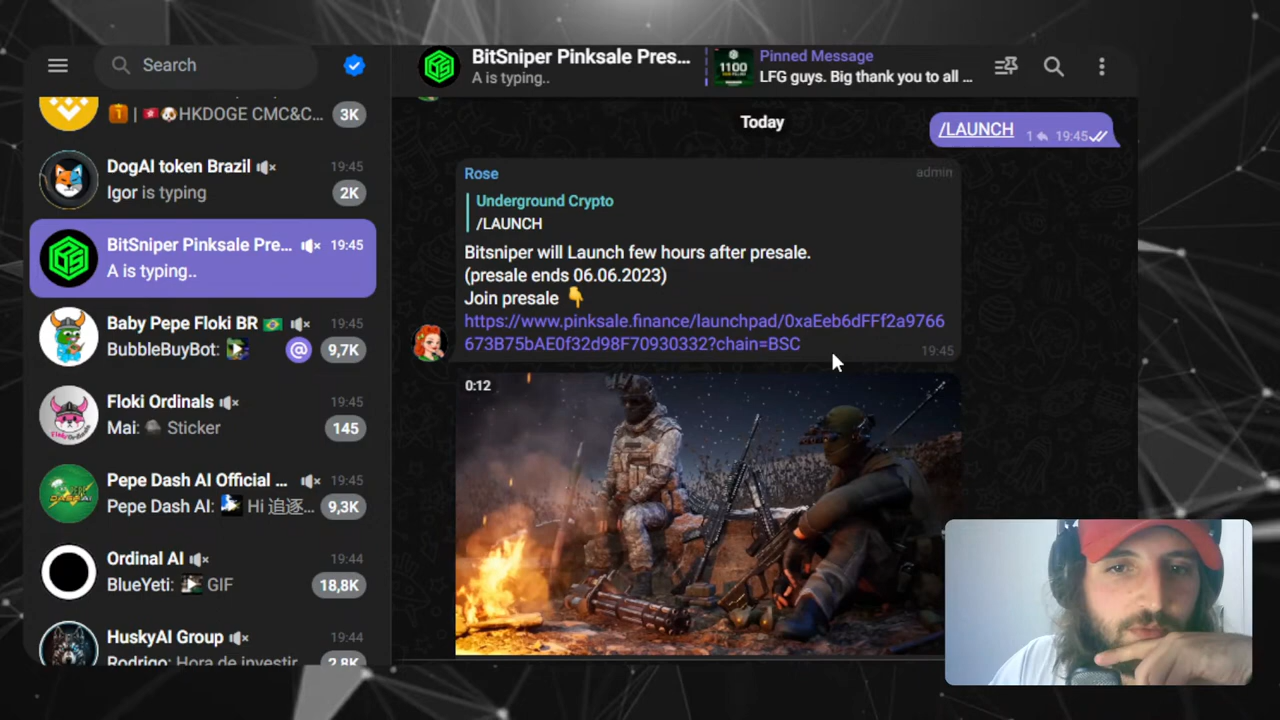 Search
🐶HKDOGE CMC&C...
3K
DogAI token Brazil
19:45
Igor is typing
2K
BitSniper Pinksale Pre...
19:45
A is typing..
Baby Pepe Floki BR
19:45
BubbleBuyBot:
@
9,7K
Floki Ordinals
19:45
Mai: Sticker
145
Pepe Dash AI Official ...
19:45
Pepe Dash AI: Hi 追逐...
9,3K
Ordinal AI
19:44
BlueYeti: GIF
18,8K
HuskyAI Group
19:44
Rodrigo: Hora de investir
2,8K
BitSniper Pinksale Pres...
A is typing..
1100
Pinned Message
LFG guys. Big thank you to all ...
Today
/LAUNCH
1
19:45
Rose
admin
Underground Crypto
/LAUNCH
Bitsniper will Launch few hours after presale.
(presale ends 06.06.2023)
Join presale 👇
https://www.pinksale.finance/launchpad/0xaEeb6dFFf2a9766
673B75bAE0f32d98F70930332?chain=BSC
19:45
0:12